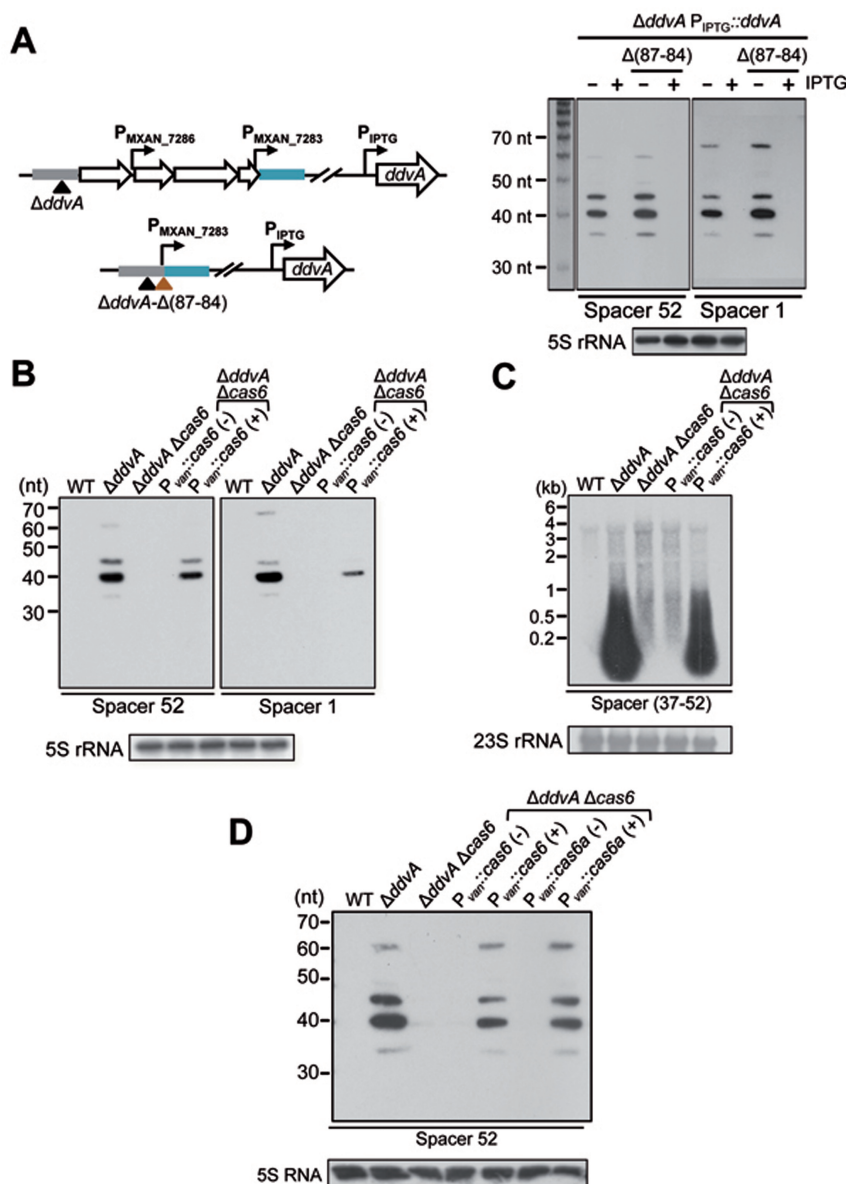 A
ΔddvA PIPTG::ddvA
Δ(87-84) Δ(87-84)
– + – + – + – + IPTG
PMXAN_7286 PMXAN_7283 PIPTG
ddvA
ΔddvA
PMXAN_7283 PIPTG
ddvA
ΔddvA-Δ(87-84)
70 nt
50 nt
40 nt
30 nt
Spacer 52 Spacer 1
5S rRNA
B
ΔddvA Δcas6 ΔddvA Δcas6
(nt) WT ΔddvA ΔddvA Δcas6 Pvan::cas6 (-) Pvan::cas6 (+) WT ΔddvA ΔddvA Δcas6 Pvan::cas6 (-) Pvan::cas6 (+)
70
60
50
40
30
Spacer 52 Spacer 1
5S rRNA
C
ΔddvA Δcas6
(kb) WT ΔddvA ΔddvA Δcas6 Pvan::cas6 (-) Pvan::cas6 (+)
6
4
3
2
1
0.5
0.2
Spacer (37-52)
23S rRNA
D
ΔddvA Δcas6
(nt) WT ΔddvA ΔddvA Δcas6 Pvan::cas6 (-) Pvan::cas6 (+) Pvan::cas6a (-) Pvan::cas6a (+)
70
60
50
40
30
Spacer 52
5S RNA